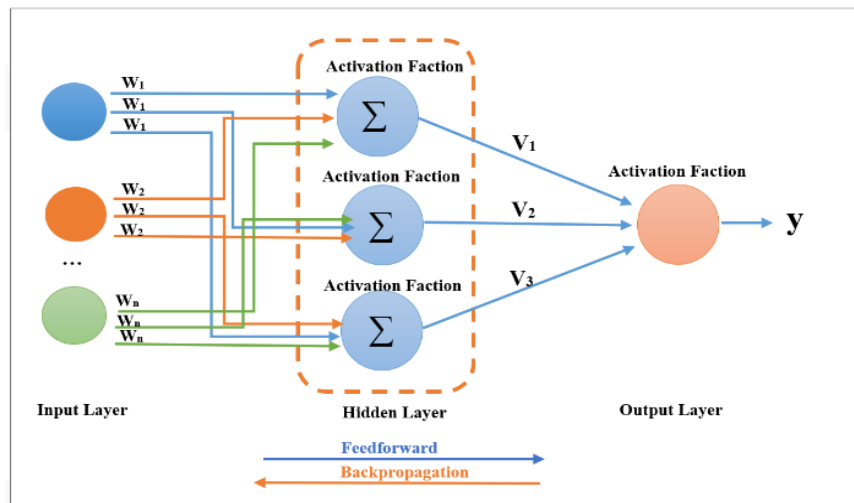 Activation Faction
W1
W1
W1
Σ
V1
Activation Faction
Activation Faction
W2
W2
W2
Σ
V2
y
...
Activation Faction
V3
Wn
Wn
Wn
Σ
Input Layer
Hidden Layer
Output Layer
Feedforward
Backpropagation